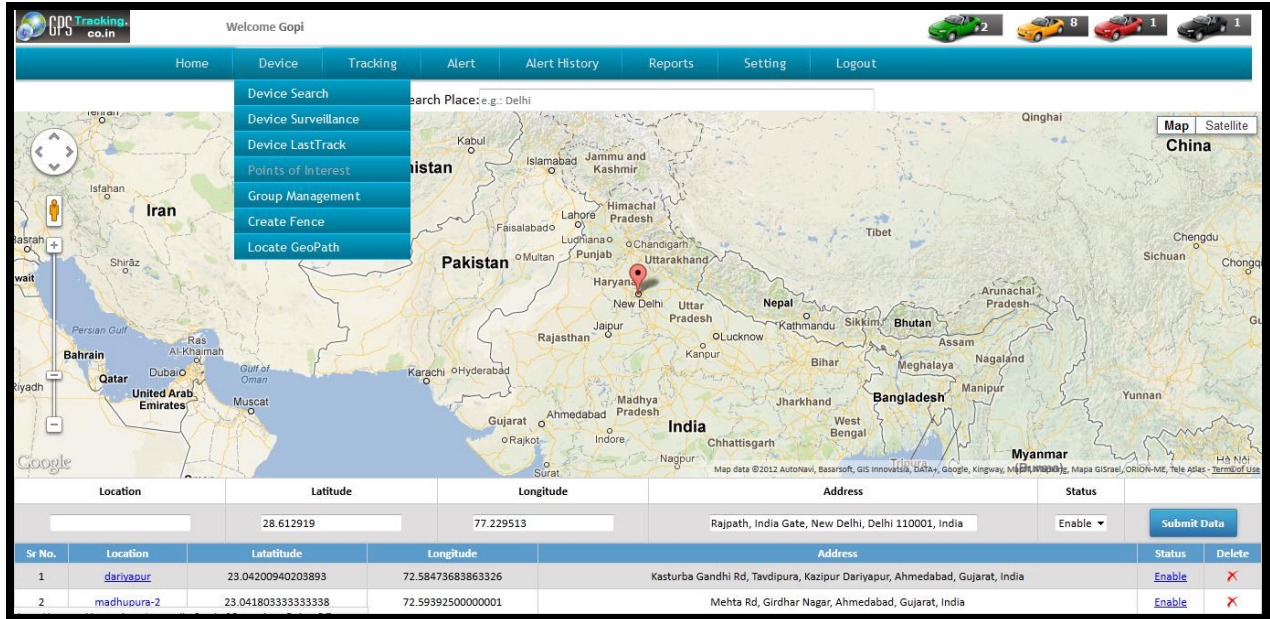 GPS Tracking. co.in
Welcome Gopi
2 8 1 1
Home Device Tracking Alert Alert History Reports Setting Logout
Device Search
Device Surveillance
Device LastTrack
Points of Interest
Group Management
Create Fence
Locate GeoPath
earch Place: e.g.: Delhi
Map Satellite
Qinghai
China
Kabul
Islamabad
Jammu and
Kashmir
nistan
Isfahan
Iran
Lahore
Himachal
Pradesh
Faisalabad
Tibet
Ludhiana
Chandigarh
Chengdu
Basrah
Shirāz
Pakistan
Multan
Punjab
Uttarakhand
Sichuan
Chongq
wait
Haryana
New Delhi
Uttar
Pradesh
Nepal
Arunachal
Pradesh
Persian Gulf
Ras
Al-Khaimah
Jaipur
Rajasthan
Lucknow
Kathmandu
Sikkim
Bhutan
Assam
Gu
Bahrain
Kanpur
Bihar
Meghalaya
Nagaland
Qatar
Dubai
Gulf of
Oman
Karachi
Hyderabad
Riyadh
United Arab
Emirates
Muscat
Madhya
Pradesh
Jharkhand
Bangladesh
Manipur
Yunnan
Gujarat
Ahmedabad
India
West
Bengal
Rajkot
Indore
Chhattisgarh
Myanmar
Google
Surat
Nagpur
Tripura
Hà Nội
Location Latitude Longitude Address Status
28.612919 77.229513 Rajpath, India Gate, New Delhi, Delhi 110001, India Enable Submit Data
Sr No. Location Latatitude Longitude Address Status Delete
1 dariyapur 23.04200940203893 72.58473683863326 Kasturba Gandhi Rd, Tavdipura, Kazipur Dariyapur, Ahmedabad, Gujarat, India Enable
2 madhupura-2 23.041803333333338 72.59392500000001 Mehta Rd, Girdhar Nagar, Ahmedabad, Gujarat, India Enable